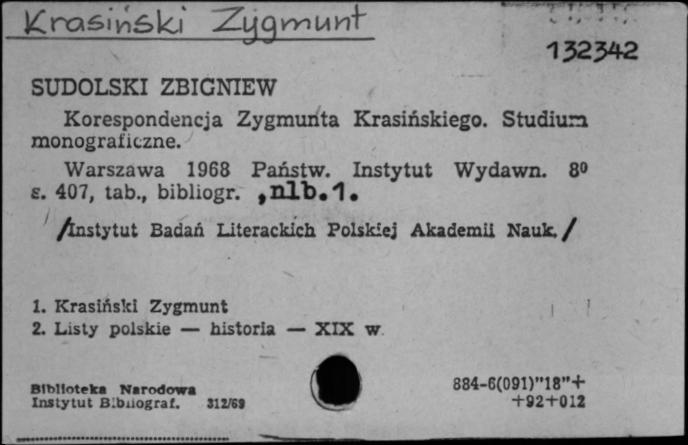 Krasiński Zygmunt
132342
SUDOLSKI ZBIGNIEW
Korespondencja Zygmunta Krasińskiego. Studium
monograficzne.
Warszawa 1968 Państw. Instytut Wydawn. 8⁰
s. 407, tab., bibliogr. ,nlb.1.
/Instytut Badań Literackich Polskiej Akademii Nauk./
1. Krasiński Zygmunt
2. Listy polskie — historia — XIX w
Biblioteka Narodowa
Instytut Bibliograf. 312/69
884-6(091)"18"+
+92+012